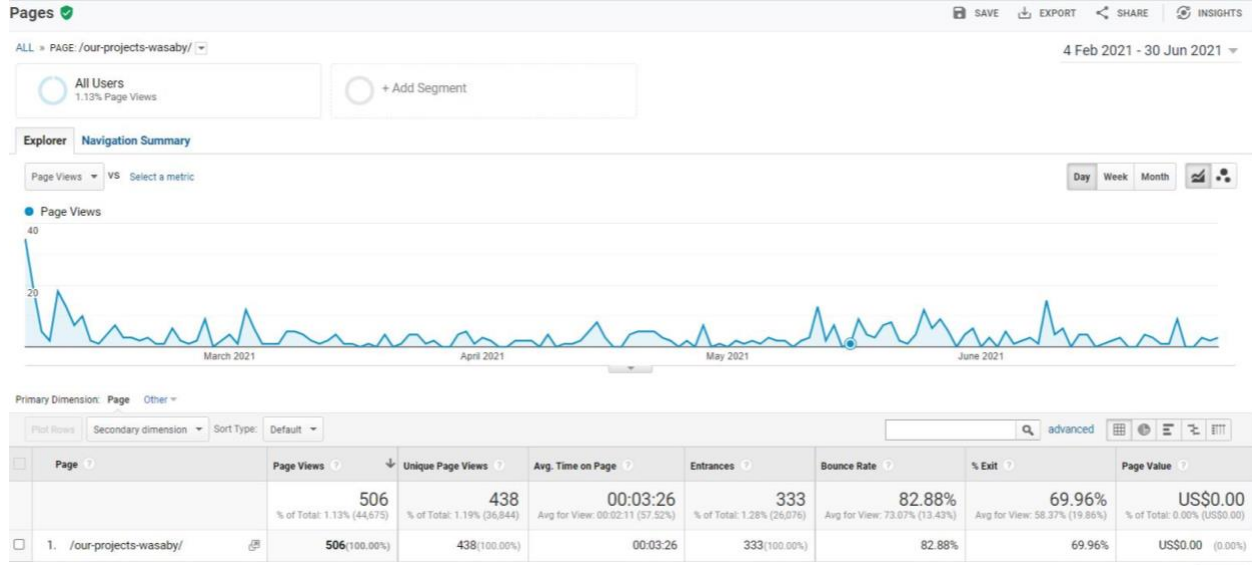 Pages
SAVE EXPORT SHARE INSIGHTS
ALL » PAGE: /our-projects-wasaby/
4 Feb 2021 - 30 Jun 2021
All Users
1.13% Page Views
+ Add Segment
Explorer Navigation Summary
Page Views VS Select a metric
Day Week Month
Page Views
40
20
March 2021 April 2021 May 2021 June 2021
Primary Dimension: Page Other
Plot Rows Secondary dimension Sort Type: Default advanced
Page ? Page Views ? Unique Page Views ? Avg. Time on Page ? Entrances ? Bounce Rate ? % Exit ? Page Value ?
506 438 00:03:26 333 82.88% 69.96% US$0.00
% of Total: 1.13% (44,675) % of Total: 1.19% (36,844) Avg for View: 00:02:11 (57.52%) % of Total: 1.28% (26,076) Avg for View: 73.07% (13.43%) Avg for View: 58.37% (19.86%) % of Total: 0.00% (US$0.00)
1. /our-projects-wasaby/ 506(100.00%) 438(100.00%) 00:03:26 333(100.00%) 82.88% 69.96% US$0.00 (0.00%)